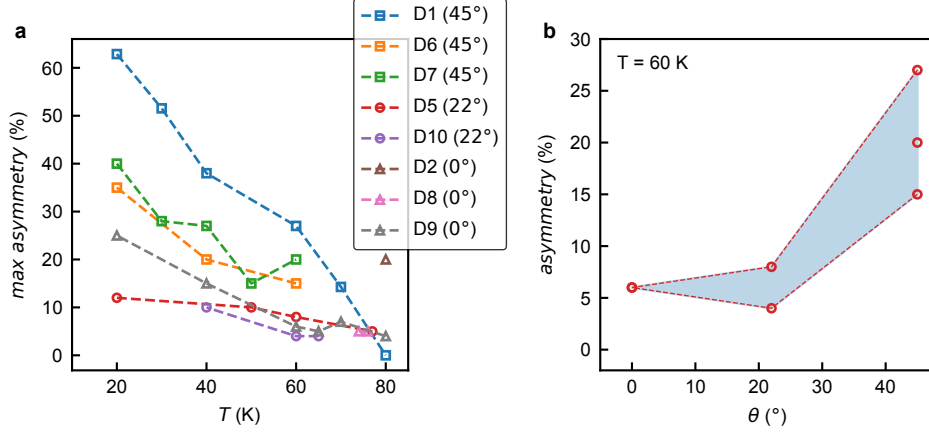 a
max asymmetry (%)
60
50
40
30
20
10
0
20
40
60
80
T (K)
D1 (45°)
D6 (45°)
D7 (45°)
D5 (22°)
D10 (22°)
D2 (0°)
D8 (0°)
D9 (0°)
b
T = 60 K
asymmetry (%)
30
25
20
15
10
5
0
0
10
20
30
40
θ (°)